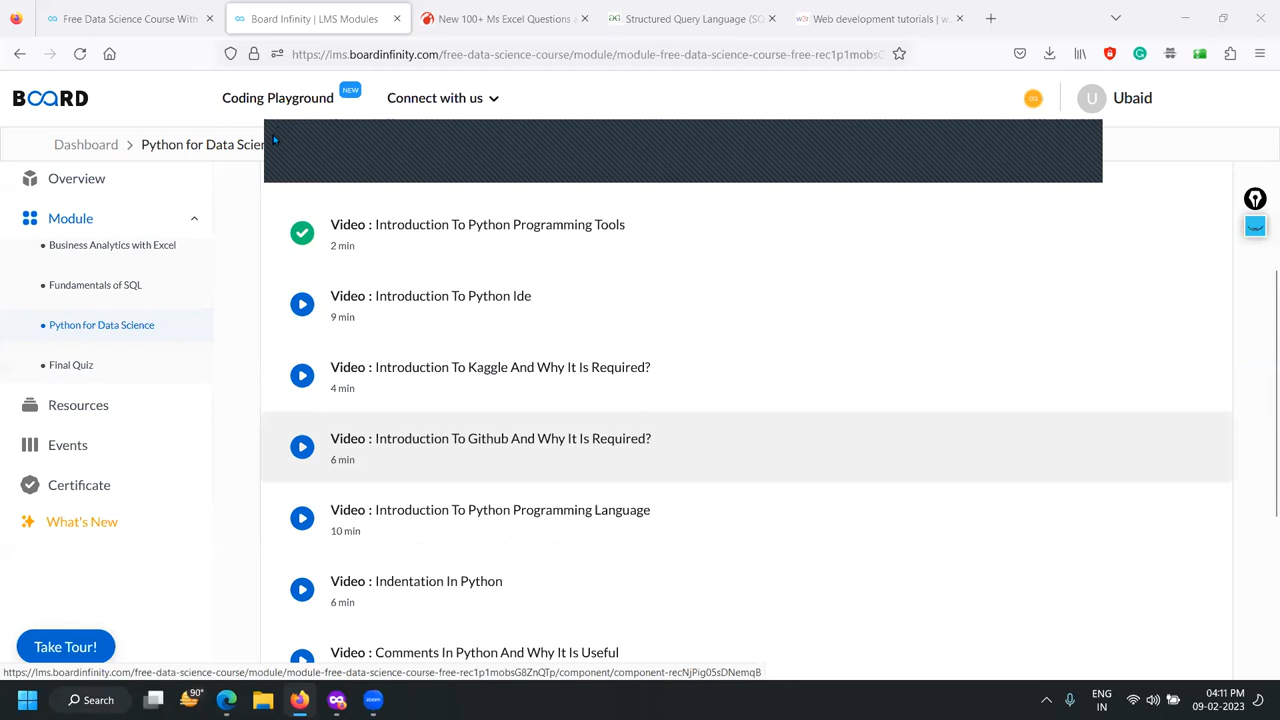 Free Data Science Course With
Board Infinity | LMS Modules
New 100+ Ms Excel Questions a
Structured Query Language (SQ
Web development tutorials | w
https://lms.boardinfinity.com/free-data-science-course/module/module-free-data-science-course-free-rec1p1mobsG
BOARD
Coding Playground
NEW
Connect with us
U
Ubaid
Dashboard > Python for Data Scien
Overview
Module
• Business Analytics with Excel
• Fundamentals of SQL
• Python for Data Science
• Final Quiz
Resources
Events
Certificate
What's New
Take Tour!
Video : Introduction To Python Programming Tools
2 min
Video : Introduction To Python Ide
9 min
Video : Introduction To Kaggle And Why It Is Required?
4 min
Video : Introduction To Github And Why It Is Required?
6 min
Video : Introduction To Python Programming Language
10 min
Video : Indentation In Python
6 min
Video : Comments In Python And Why It Is Useful
https://lms.boardinfinity.com/free-data-science-course/module/module-free-data-science-course-free-rec1p1mobsG8ZnQTp/component/component-recNjPig05sDNemqB
Search
90°
zoom
ENG
IN
04:11 PM
09-02-2023